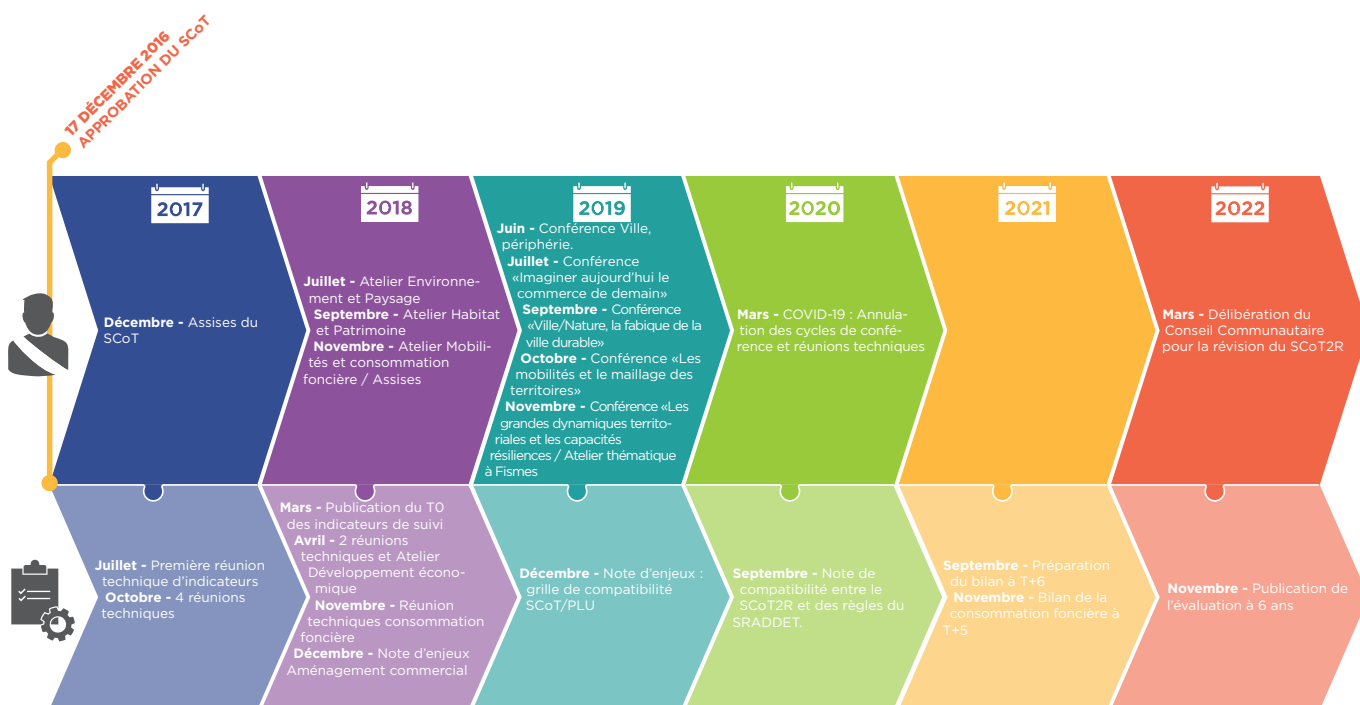 17 DÉCEMBRE 2016
APPROBATION DU SCoT
2017
Décembre - Assises du
SCoT
2018
Juillet - Atelier Environne-
ment et Paysage
Septembre - Atelier Habitat
et Patrimoine
Novembre - Atelier Mobili-
tés et consommation
foncière / Assises
2019
Juin - Conférence Ville,
périphérie.
Juillet - Conférence
«Imaginer aujourd'hui le
commerce de demain»
Septembre - Conférence
«Ville/Nature, la fabique de la
ville durable»
Octobre - Conférence «Les
mobilités et le maillage des
territoires»
Novembre - Conférence «Les
grandes dynamiques territo-
riales et les capacités
résiliences / Atelier thématique
à Fismes
2020
Mars - COVID-19 : Annula-
tion des cycles de confé-
rence et réunions techniques
2021
2022
Mars - Délibération du
Conseil Communautaire
pour la révision du SCoT2R
Juillet - Première réunion
technique d'indicateurs
Octobre - 4 réunions
techniques
Mars - Publication du T0
des indicateurs de suivi
Avril - 2 réunions
techniques et Atelier
Développement écono-
mique
Novembre - Réunion
techniques consommation
foncière
Décembre - Note d'enjeux
Aménagement commercial
Décembre - Note d'enjeux :
grille de compatibilité
SCoT/PLU
Septembre - Note de
compatibilité entre le
SCoT2R et des règles du
SRADDET.
Septembre - Préparation
du bilan à T+6
Novembre - Bilan de la
consommation foncière à
T+5
Novembre - Publication de
l'évaluation à 6 ans